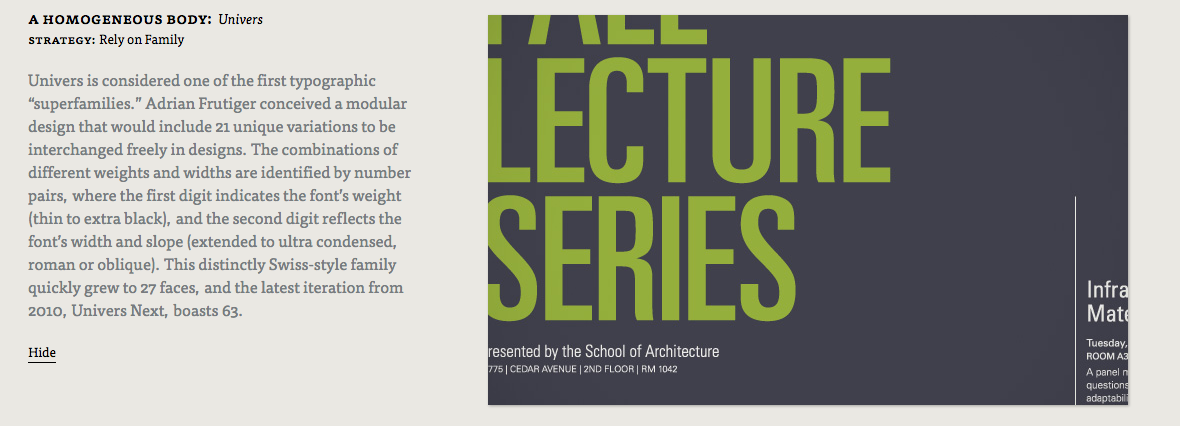 A HOMOGENEOUS BODY: Univers
STRATEGY: Rely on Family
Univers is considered one of the first typographic
“superfamilies.” Adrian Frutiger conceived a modular
design that would include 21 unique variations to be
interchanged freely in designs. The combinations of
different weights and widths are identified by number
pairs, where the first digit indicates the font’s weight
(thin to extra black), and the second digit reflects the
font’s width and slope (extended to ultra condensed,
roman or oblique). This distinctly Swiss-style family
quickly grew to 27 faces, and the latest iteration from
2010, Univers Next, boasts 63.
Hide
FALL
LECTURE
SERIES
resented by the School of Architecture
775 | CEDAR AVENUE | 2ND FLOOR | RM 1042
Infra
Mate
Tuesday,
ROOM A3
A panel m
questions
adaptabili